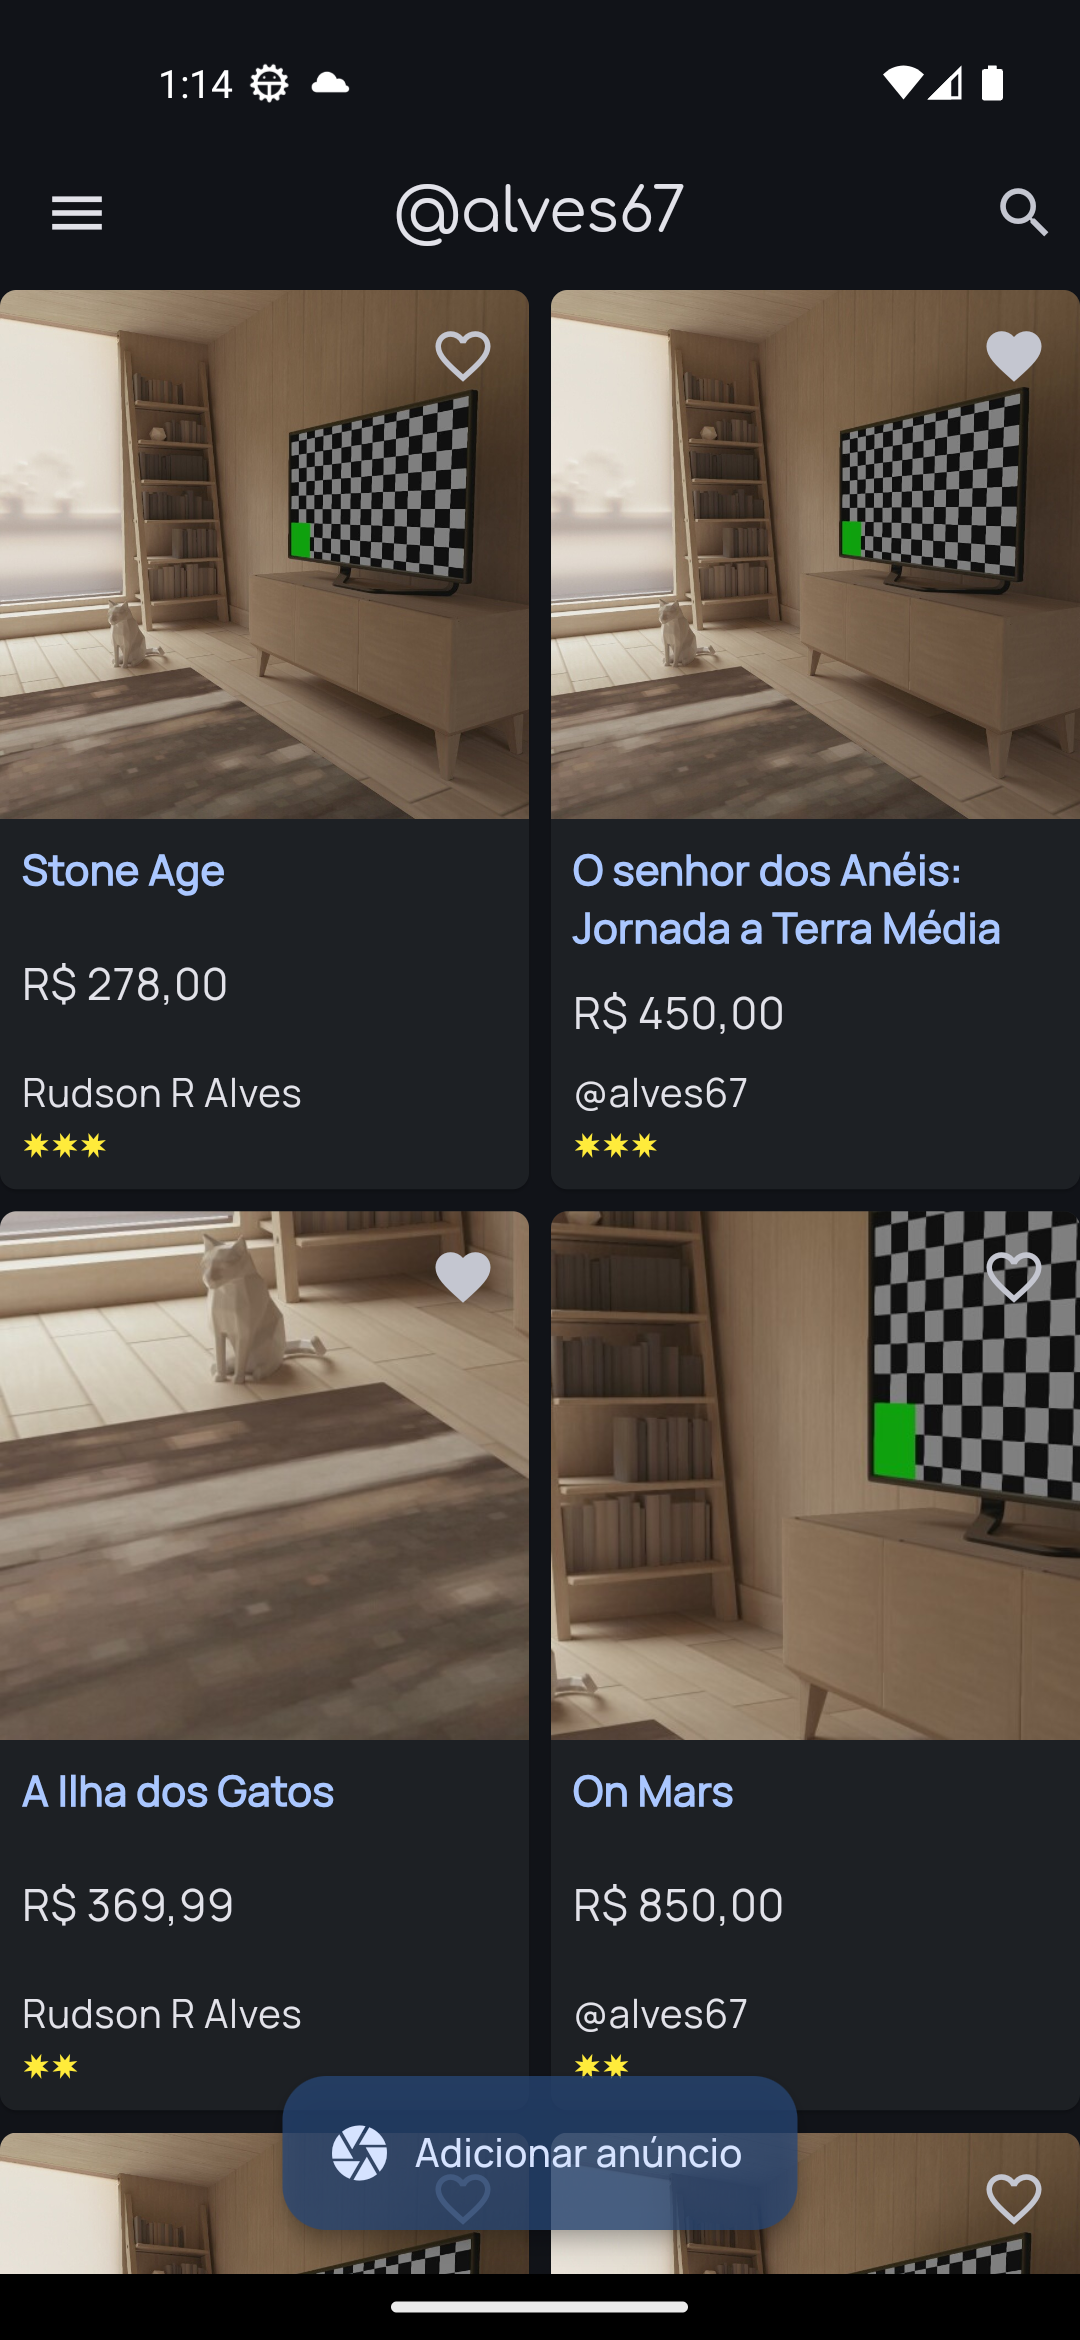 1:14
@alves67
Stone Age
R$ 278,00
Rudson R Alves
O senhor dos Anéis:
Jornada a Terra Média
R$ 450,00
@alves67
A Ilha dos Gatos
R$ 369,99
Rudson R Alves
On Mars
R$ 850,00
@alves67
Adicionar anúncio